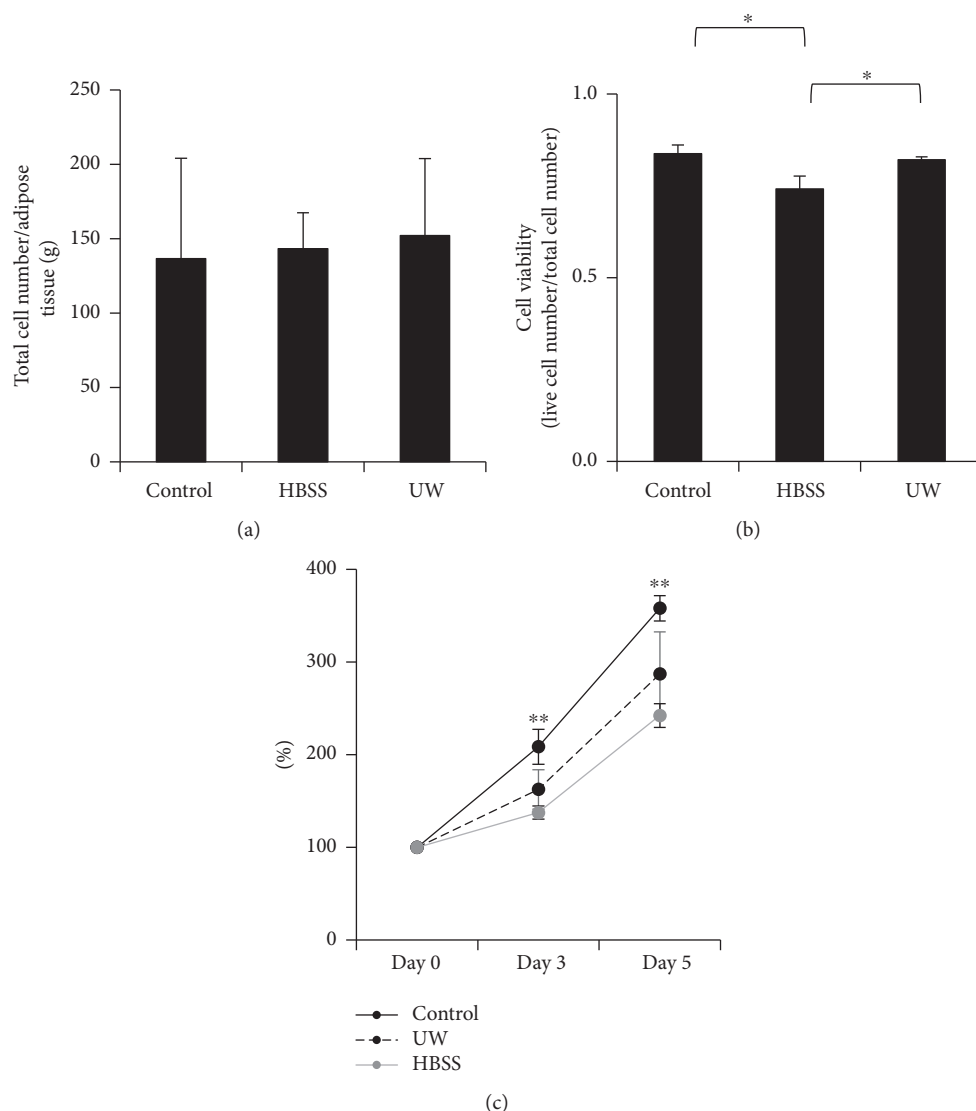 250
200
150
100
50
0
Total cell number/adipose
tissue (g)
Control HBSS UW
(a)
*
*
1.0
0.5
0.0
Cell viability
(live cell number/total cell number)
Control HBSS UW
(b)
400
300
200
100
0
(%)
**
**
Day 0 Day 3 Day 5
Control
UW
HBSS
(c)